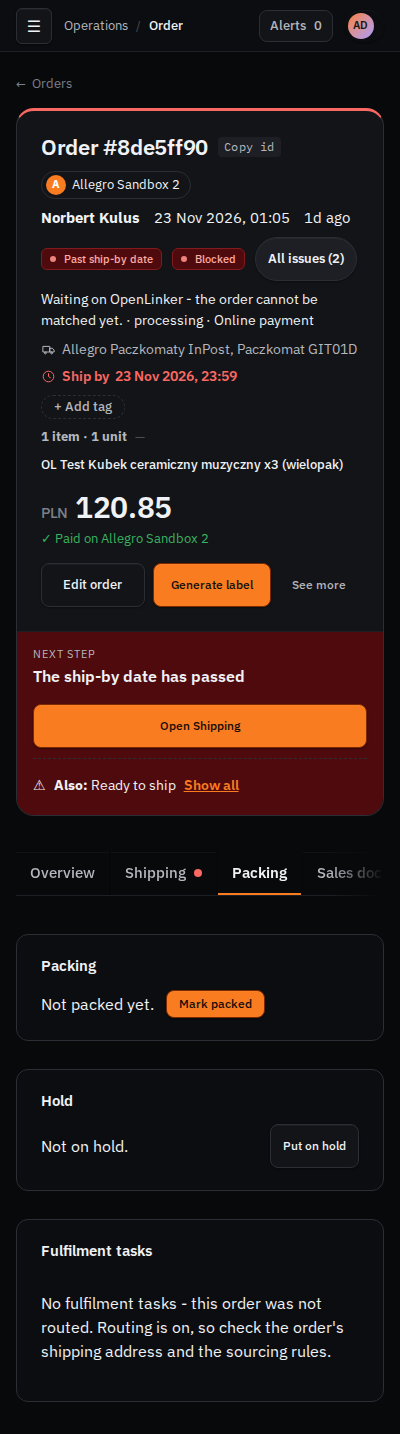 ☰ Operations / Order Alerts 0 AD
← Orders
Order #8de5ff90 Copy id
A Allegro Sandbox 2
Norbert Kulus 23 Nov 2026, 01:05 1d ago
Past ship-by date Blocked All issues (2)
Waiting on OpenLinker - the order cannot be
matched yet. · processing · Online payment
Allegro Paczkomaty InPost, Paczkomat GIT01D
Ship by 23 Nov 2026, 23:59
+ Add tag
1 item · 1 unit —
OL Test Kubek ceramiczny muzyczny x3 (wielopak)
PLN 120.85
✓ Paid on Allegro Sandbox 2
Edit order Generate label See more
NEXT STEP
The ship-by date has passed
Open Shipping
⚠ Also: Ready to ship Show all
Overview Shipping Packing Sales doc
Packing
Not packed yet. Mark packed
Hold
Not on hold. Put on hold
Fulfilment tasks
No fulfilment tasks - this order was not
routed. Routing is on, so check the order's
shipping address and the sourcing rules.